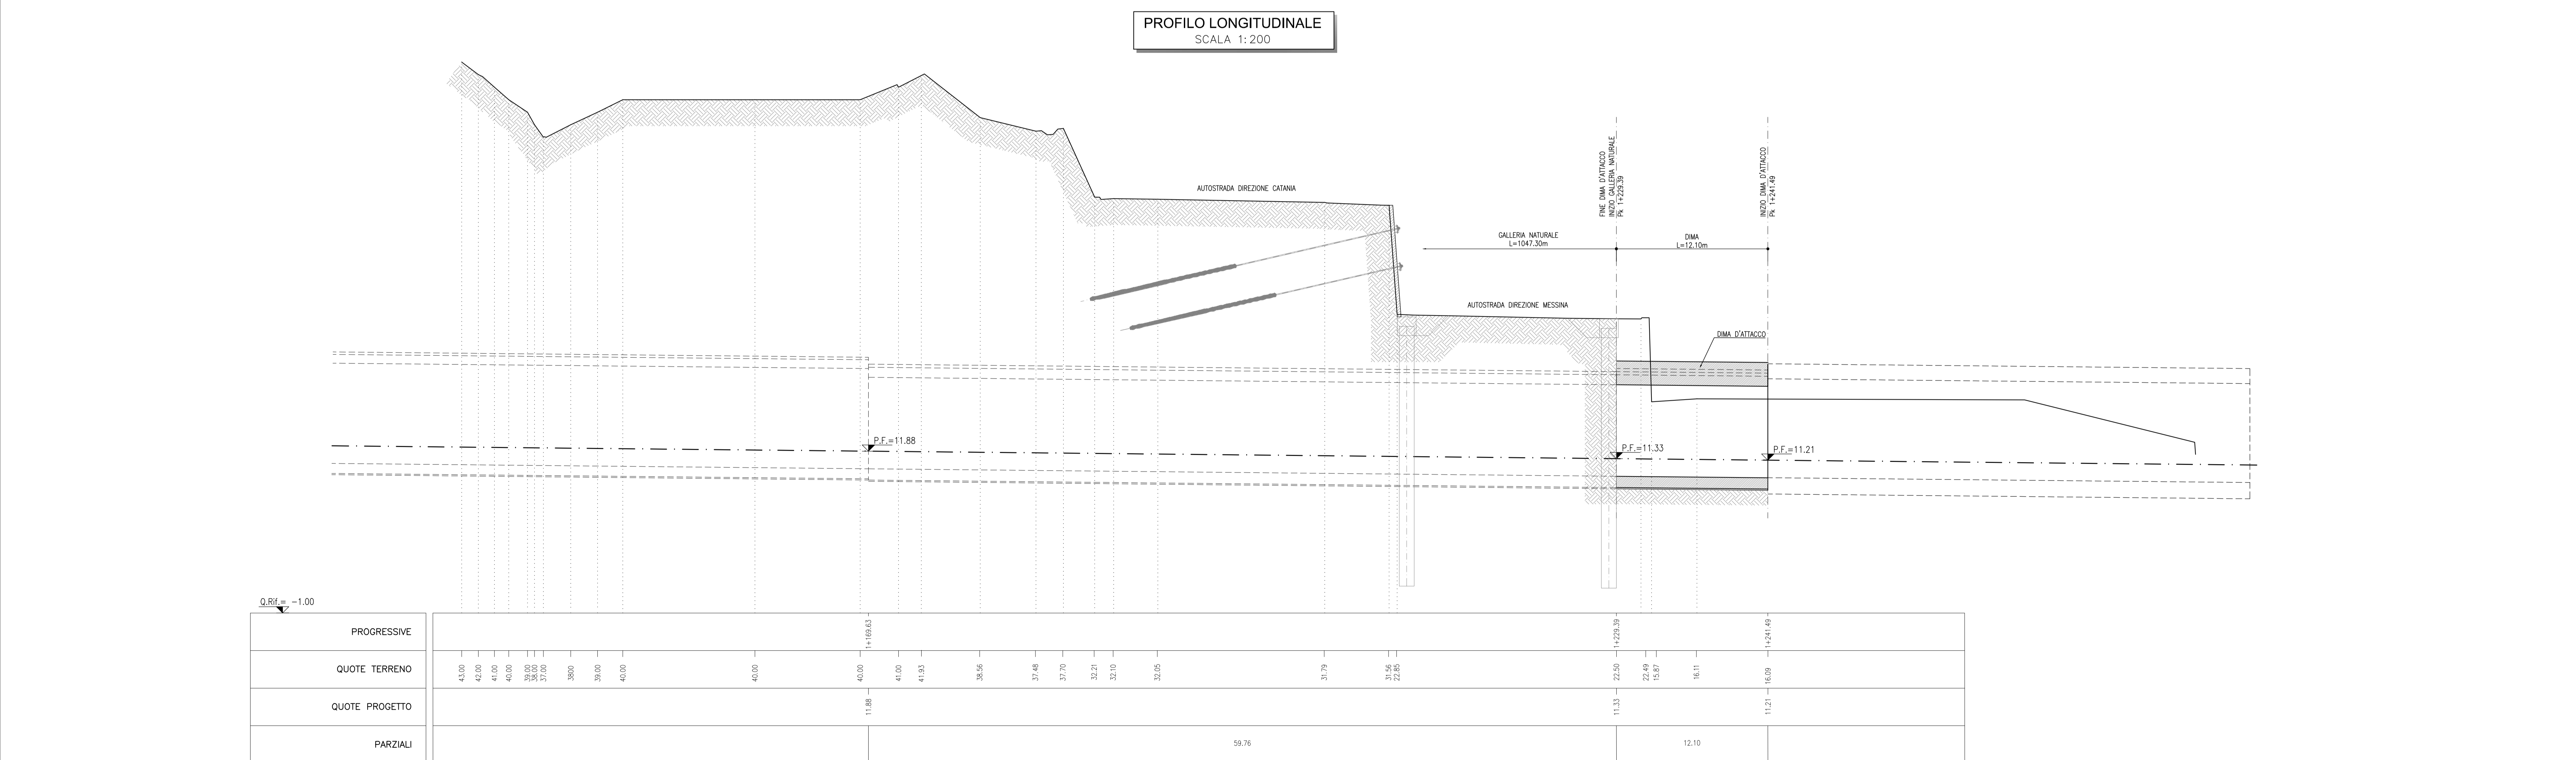 PROFILO LONGITUDINALE
SCALA 1:200
AUTOSTRADA DIREZIONE CATANIA
FINE DIMA D'ATTACCO
INIZIO GALLERIA NATURALE
Pk 1+229.39
INIZIO DIMA D'ATTACCO
Pk 1+241.49
GALLERIA NATURALE
L=1047.30m
DIMA
L=12.10m
AUTOSTRADA DIREZIONE MESSINA
DIMA D'ATTACCO
P.F.=11.88
P.F.=11.33
P.F.=11.21
Q.Rif.= -1.00
PROGRESSIVE
1+169.63
1+229.39
1+241.49
QUOTE TERRENO
43.00
42.00
41.00
40.00
39.00
38.00
37.00
3800
39.00
40.00
40.00
40.00
41.00
41.93
38.56
37.48
37.70
32.21
32.10
32.05
31.79
31.56
22.85
22.50
22.49
15.87
16.11
16.09
QUOTE PROGETTO
11.88
11.33
11.21
PARZIALI
59.76
12.10